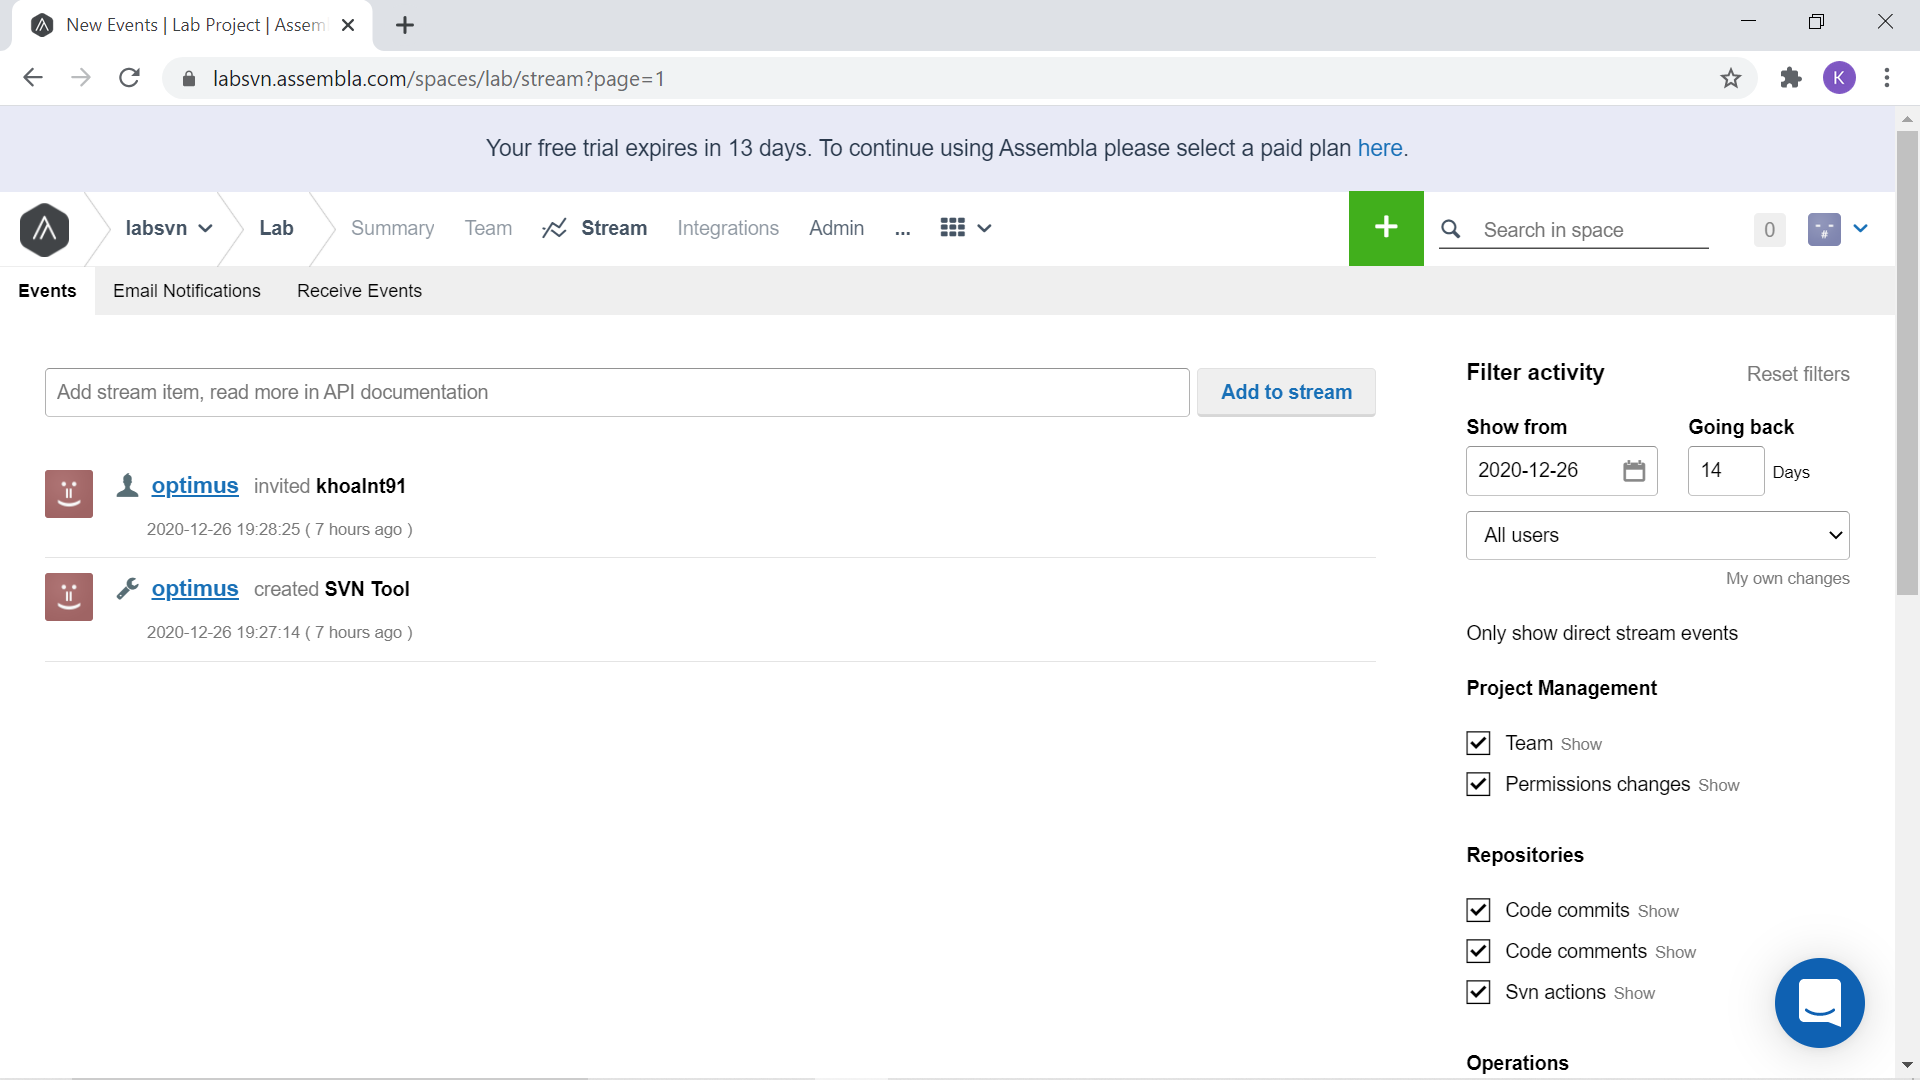 New Events | Lab Project | Assem
labsvn.assembla.com/spaces/lab/stream?page=1
K
Your free trial expires in 13 days. To continue using Assembla please select a paid plan here.
labsvn
Lab
Summary
Team
Stream
Integrations
Admin
...
+
Search in space
0
Events
Email Notifications
Receive Events
Add stream item, read more in API documentation
Add to stream
optimus invited khoalnt91
2020-12-26 19:28:25 ( 7 hours ago )
optimus created SVN Tool
2020-12-26 19:27:14 ( 7 hours ago )
Filter activity
Reset filters
Show from
Going back
2020-12-26
14
Days
All users
My own changes
Only show direct stream events
Project Management
Team Show
Permissions changes Show
Repositories
Code commits Show
Code comments Show
Svn actions Show
Operations